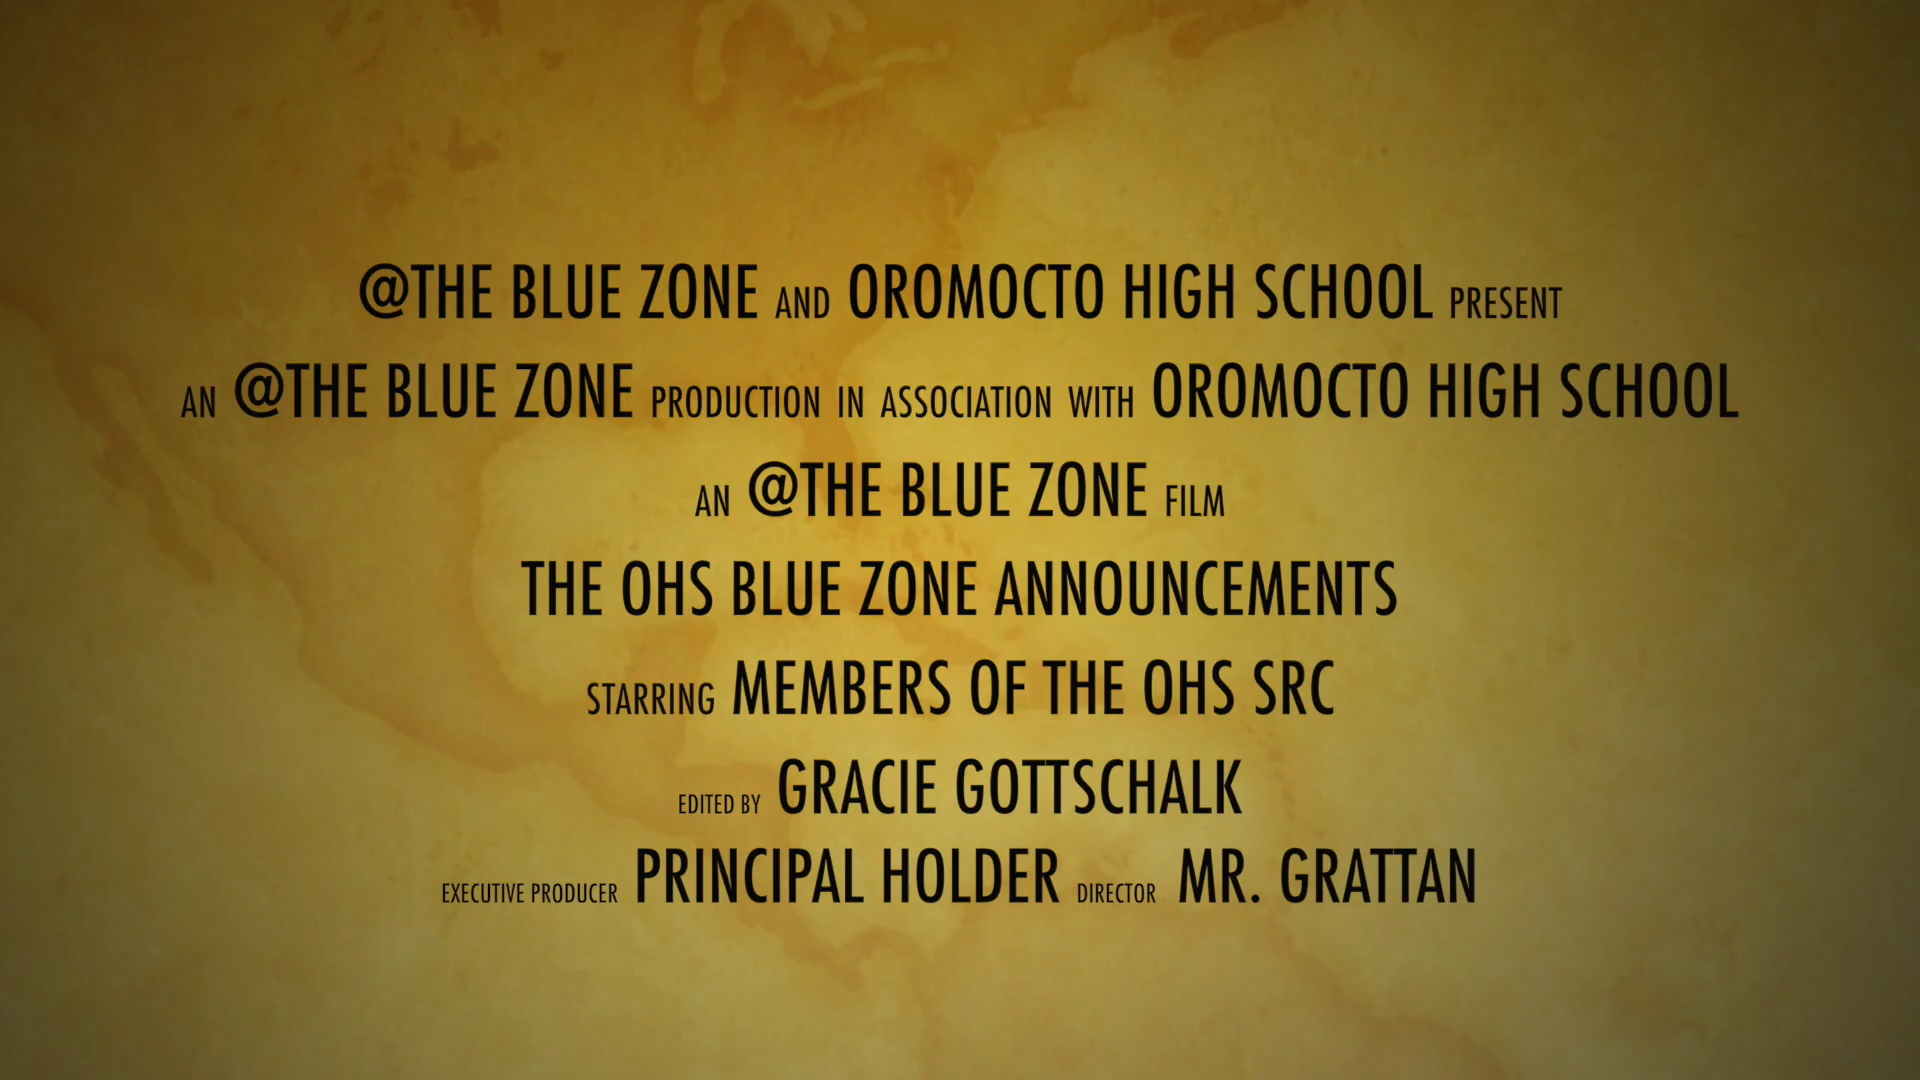 @THE BLUE ZONE AND OROMOCTO HIGH SCHOOL PRESENT
AN @THE BLUE ZONE PRODUCTION IN ASSOCIATION WITH OROMOCTO HIGH SCHOOL
AN @THE BLUE ZONE FILM
THE OHS BLUE ZONE ANNOUNCEMENTS
STARRING MEMBERS OF THE OHS SRC
EDITED BY GRACIE GOTTSCHALK
EXECUTIVE PRODUCER PRINCIPAL HOLDER DIRECTOR MR. GRATTAN